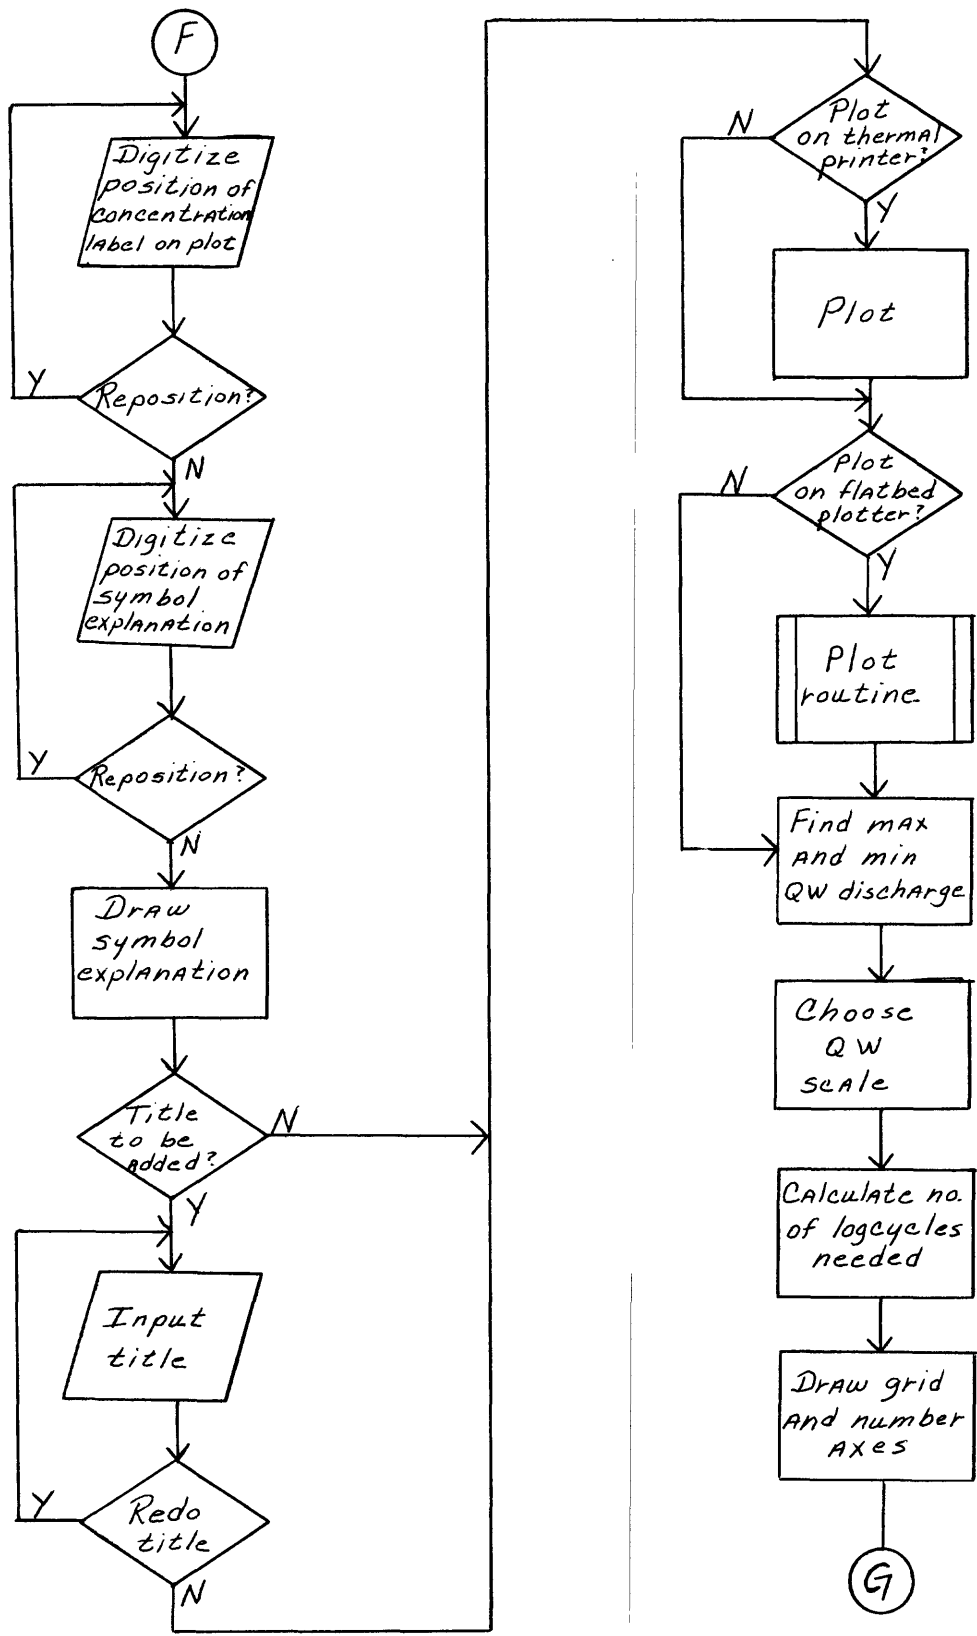 F
Digitize
position of
concentration
label on plot
Y
Reposition?
N
Digitize
position of
symbol
explanation
Y
Reposition?
N
Draw
symbol
explanation
Title
to be
added?
N
Y
Input
title
Y
Redo
title
N
Plot
on thermal
printer?
N
Y
Plot
Plot
on flatbed
plotter?
N
Y
Plot
routine
Find max
and min
QW discharge
Choose
QW
scale
Calculate no.
of logcycles
needed
Draw grid
and number
axes
G